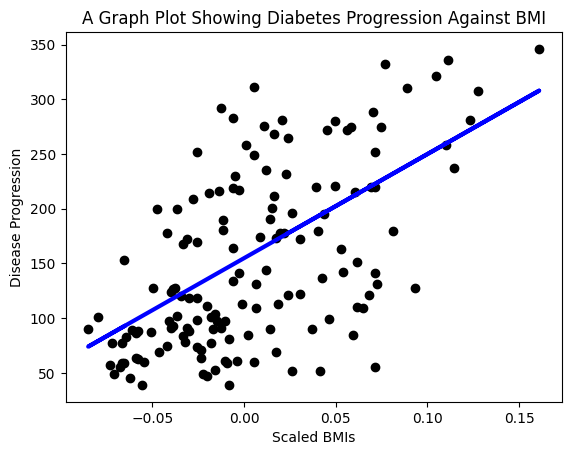 A Graph Plot Showing Diabetes Progression Against BMI
350
300
250
200
150
100
50
Disease Progression
−0.05 0.00 0.05 0.10 0.15
Scaled BMIs